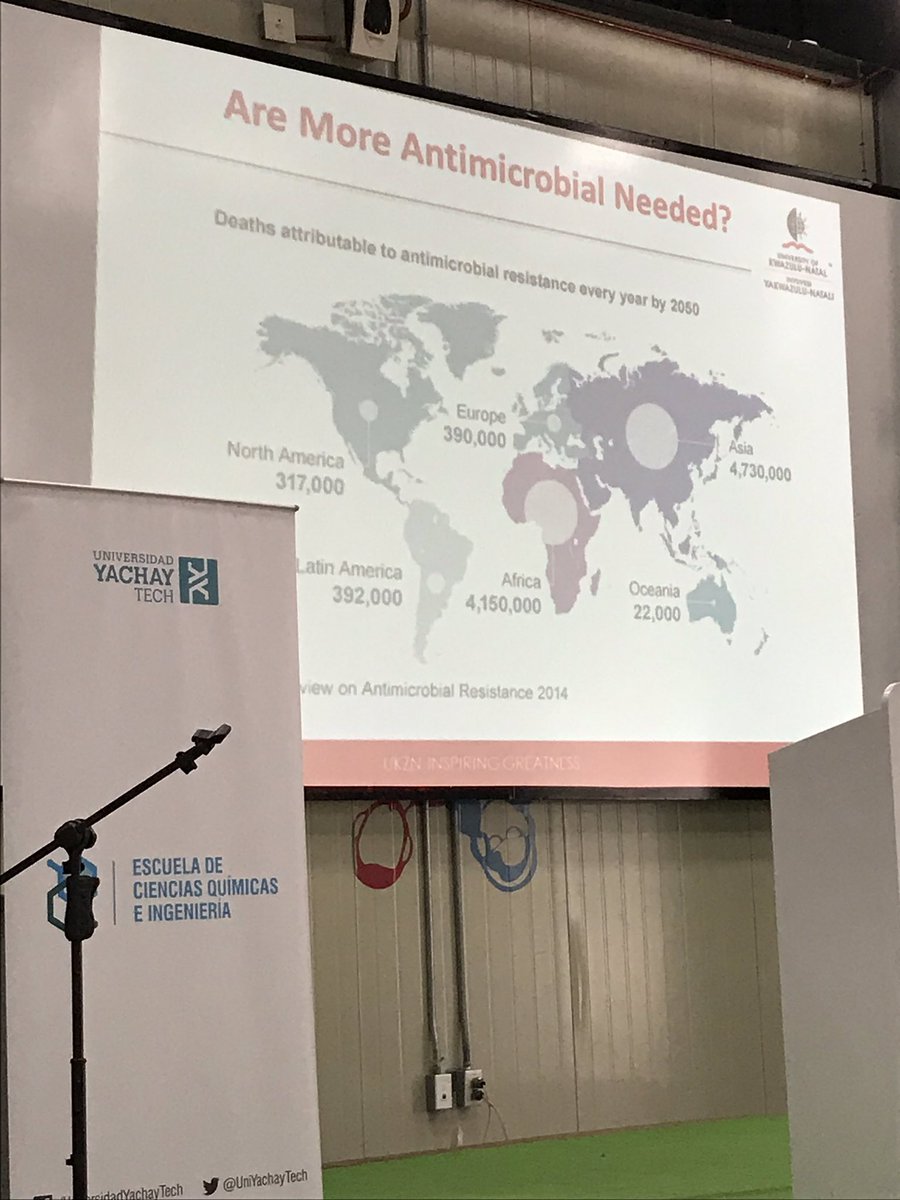 Are More Antimicrobial Needed?
UNIVERSITY OF
KWAZULU-NATAL
INYUVESI
YAKWAZULU-NATALI
Deaths attributable to antimicrobial resistance every year by 2050
Europe
390,000
Asia
4,730,000
North America
317,000
Latin America
392,000
Africa
4,150,000
Oceania
22,000
view on Antimicrobial Resistance 2014
UKZN INSPIRING GREATNESS
UNIVERSIDAD
YACHAY
TECH
ESCUELA DE
CIENCIAS QUÍMICAS
E INGENIERÍA
rsidadYachayTech
@UniYachayTech